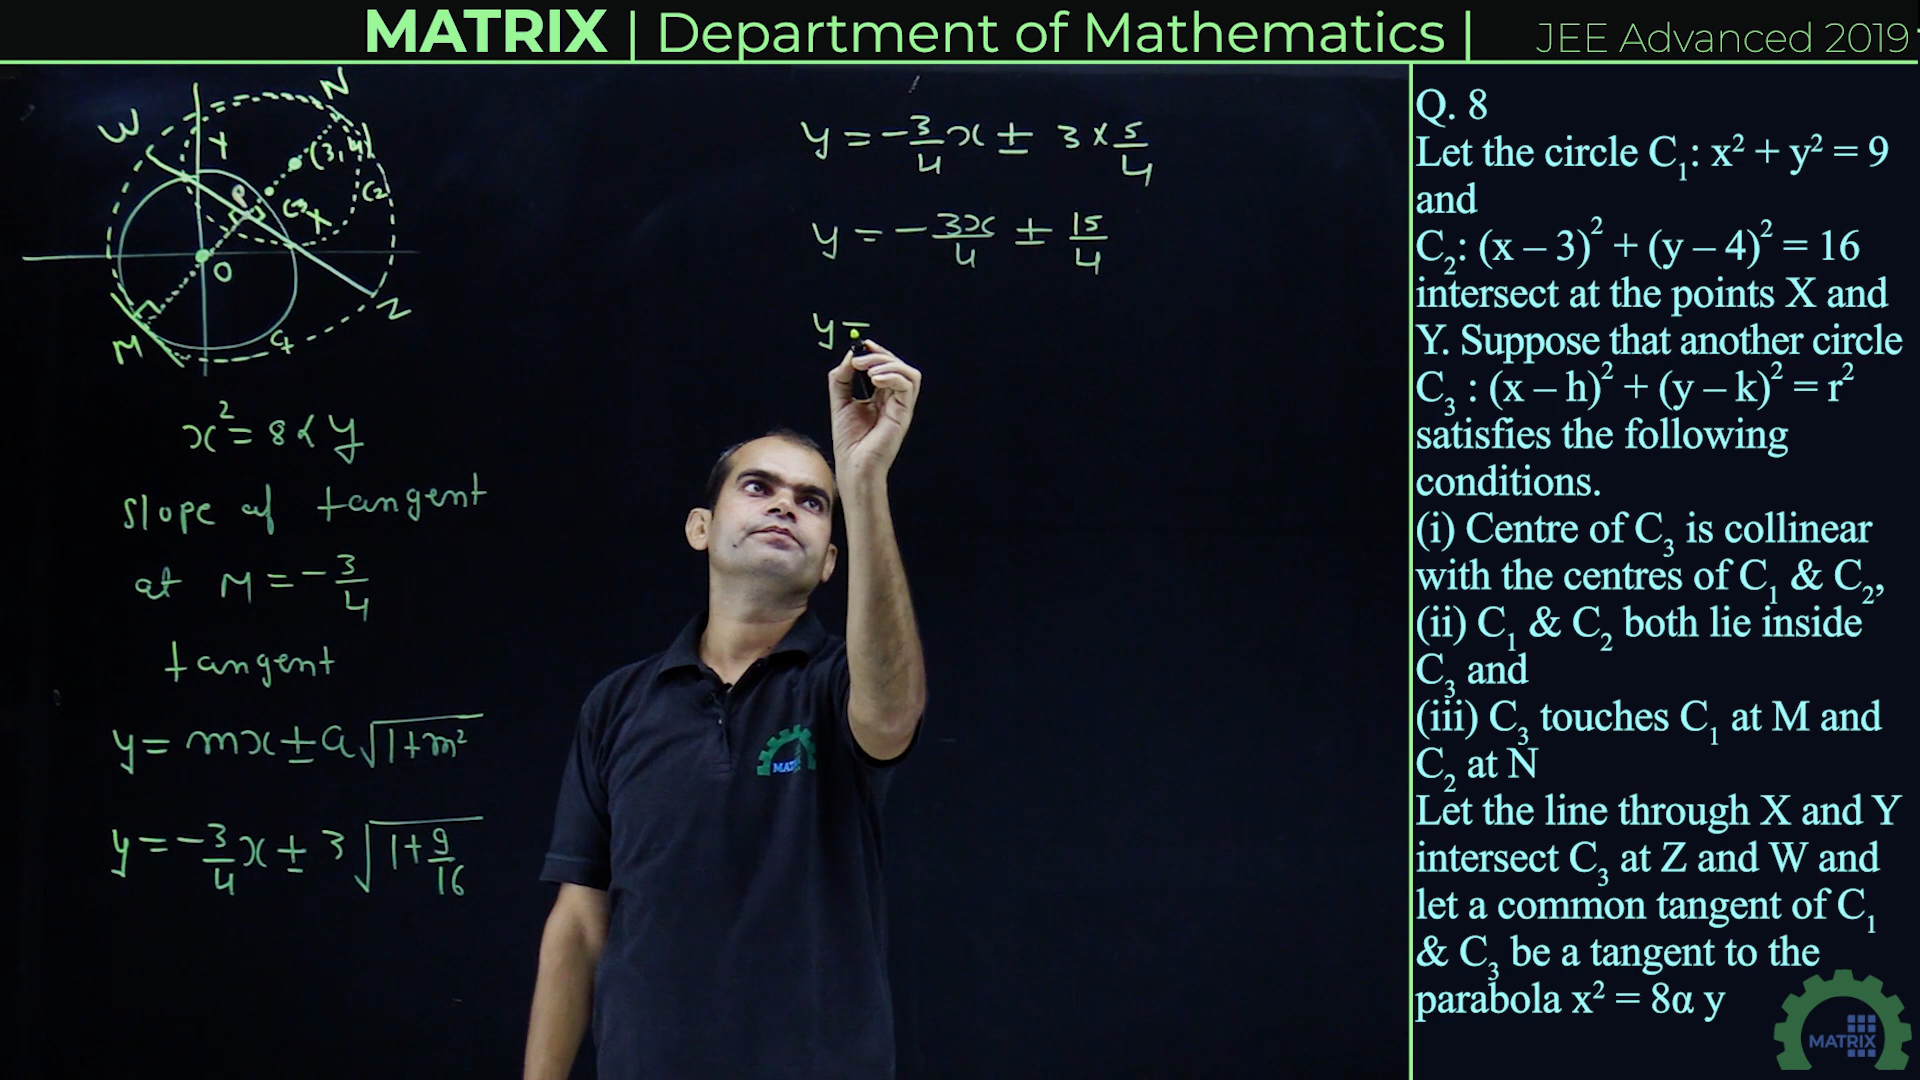 MATRIX | Department of Mathematics |
JEE Advanced 2019
W
N
Y
(3, 4)
P
C3
C2
X
O
Z
M
C1
x² = 8αy
slope of tangent
at M = -3/4
tangent
y = mx ± a√(1+m²)
y = -3/4 x ± 3√(1+9/16)
y = -3/4 x ± 3 × 5/4
y = -3x/4 ± 15/4
y =
MAT
Q. 8
Let the circle C₁: x² + y² = 9
and
C₂: (x – 3)² + (y – 4)² = 16
intersect at the points X and
Y. Suppose that another circle
C₃ : (x – h)² + (y – k)² = r²
satisfies the following
conditions.
(i) Centre of C₃ is collinear
with the centres of C₁ & C₂,
(ii) C₁ & C₂ both lie inside
C₃ and
(iii) C₃ touches C₁ at M and
C₂ at N
Let the line through X and Y
intersect C₃ at Z and W and
let a common tangent of C₁
& C₃ be a tangent to the
parabola x² = 8α y
MATRIX